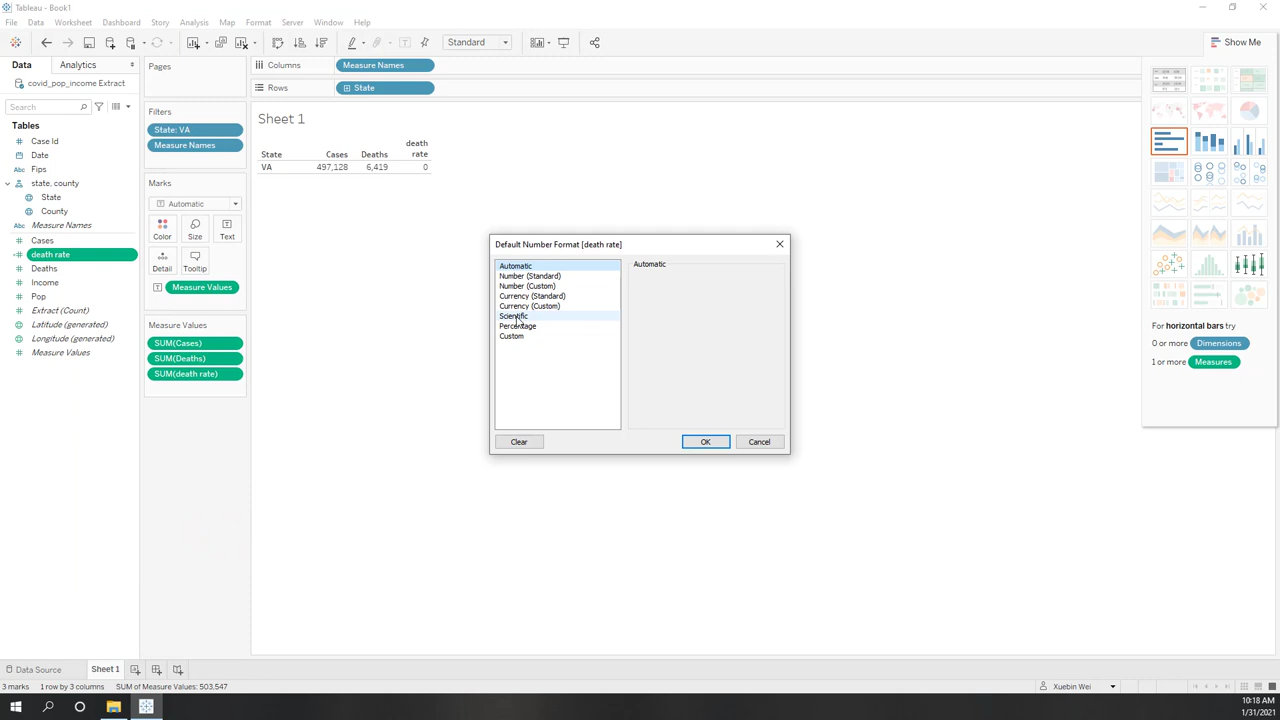 Tableau - Book1
File Data Worksheet Dashboard Story Analysis Map Format Server Window Help
Standard
Show Me
Data Analytics
covid_pop_income Extract
Search
Tables
Case Id
Date
Abc Fips
state, county
State
County
Abc Measure Names
Cases
death rate
Deaths
Income
Pop
Extract (Count)
Latitude (generated)
Longitude (generated)
Measure Values
Pages
Filters
State: VA
Measure Names
Marks
Automatic
Color Size Text
Detail Tooltip
Measure Values
Measure Values
SUM(Cases)
SUM(Deaths)
SUM(death rate)
Columns Measure Names
Rows State
Sheet 1
death
State Cases Deaths rate
VA 497,128 6,419 0
Default Number Format [death rate]
Automatic
Number (Standard)
Number (Custom)
Currency (Standard)
Currency (Custom)
Scientific
Percentage
Custom
Automatic
Clear OK Cancel
For horizontal bars try
0 or more Dimensions
1 or more Measures
Data Source Sheet 1
3 marks 1 row by 3 columns SUM of Measure Values: 503,547
Xuebin Wei
10:18 AM
1/31/2021